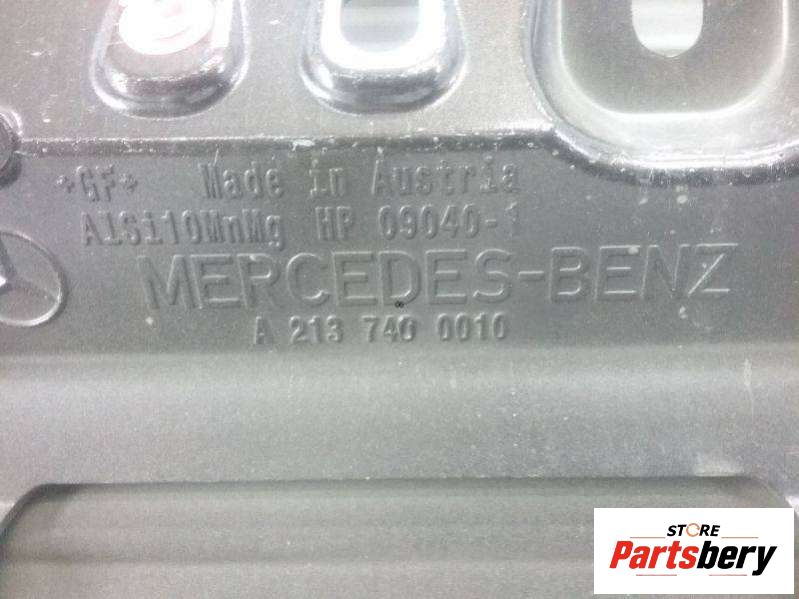 +GF+ Made in Austria
AlSi10MnMg HP 09040-1
MERCEDES-BENZ
A 213 740 0010
STORE
Partsbery